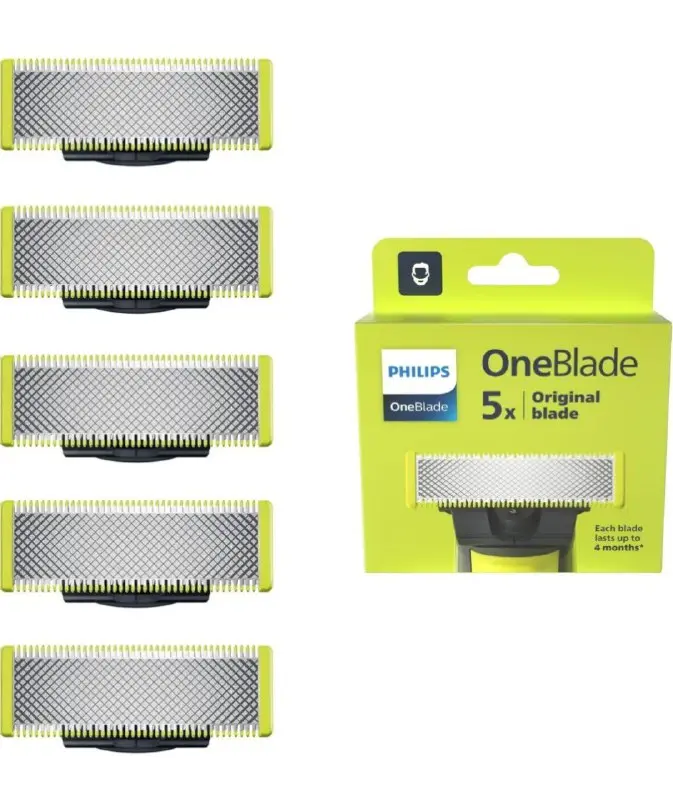 PHILIPS
OneBlade
OneBlade
5x
Original
blade
Each blade
lasts up to
4 months*